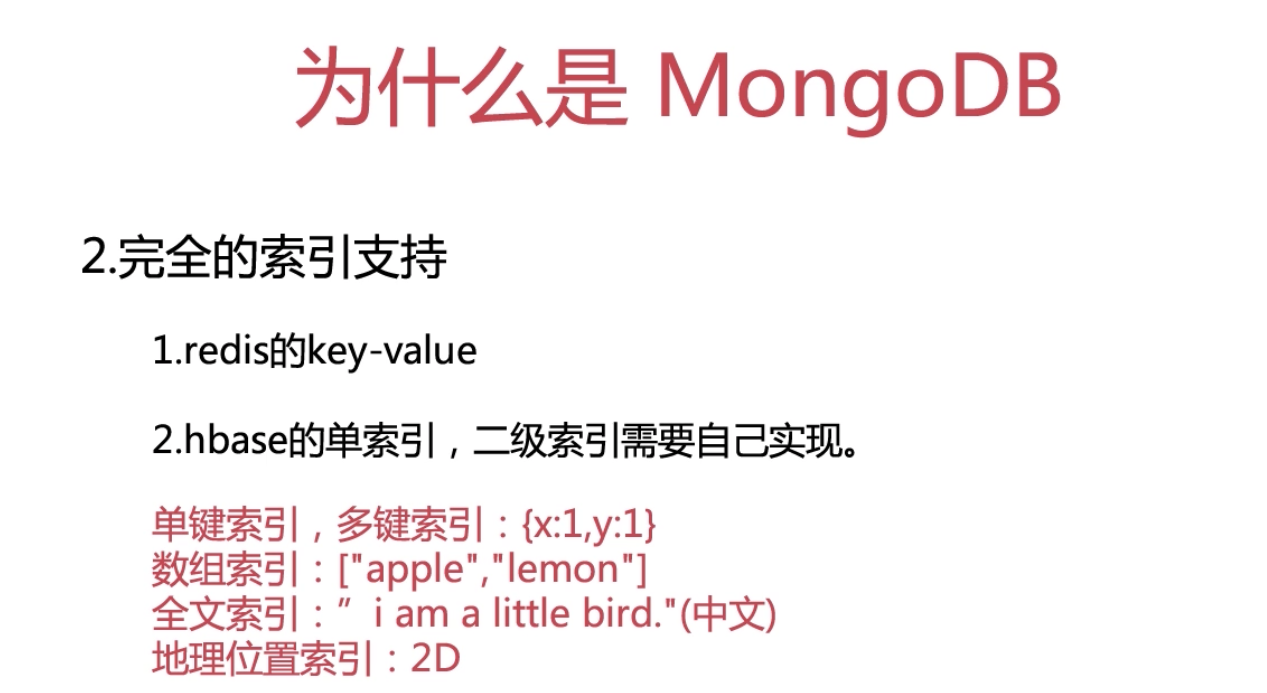 为什么是 MongoDB
2.完全的索引支持
1.redis的key-value
2.hbase的单索引，二级索引需要自己实现。
单键索引，多键索引：{x:1,y:1}
数组索引：["apple","lemon"]
全文索引：”i am a little bird."(中文)
地理位置索引：2D